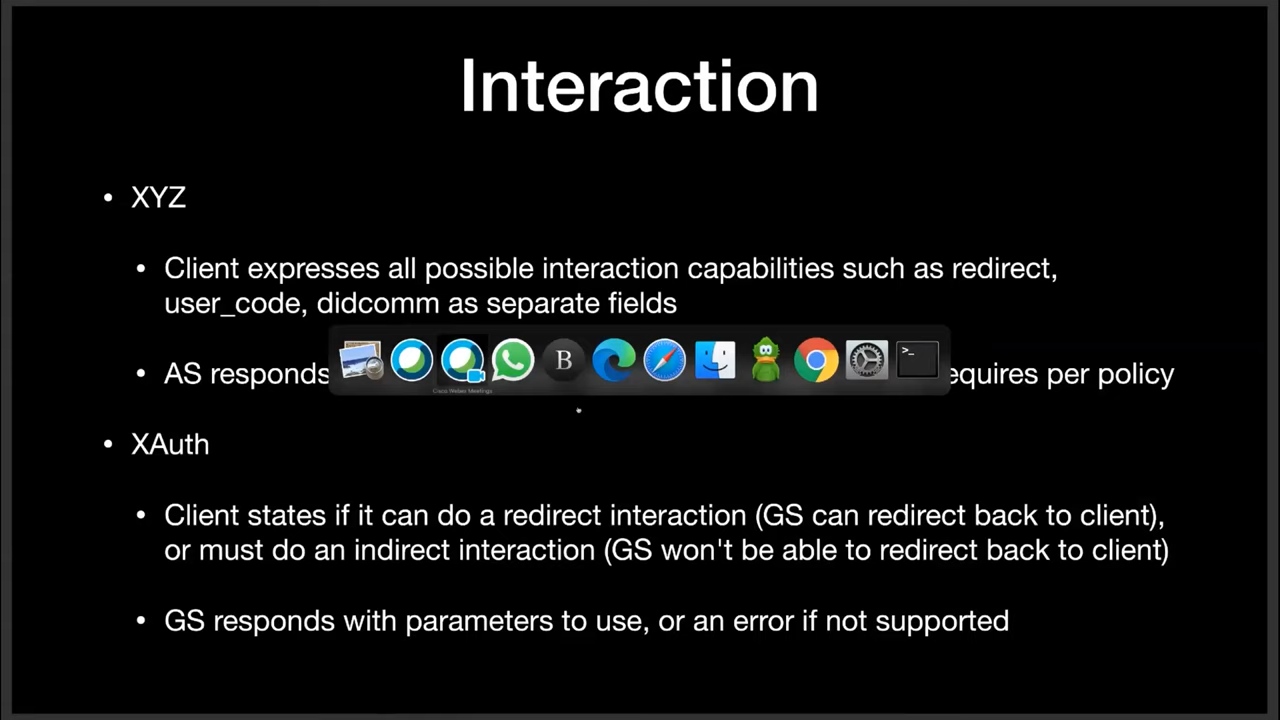 Interaction
• XYZ
• Client expresses all possible interaction capabilities such as redirect,
user_code, didcomm as separate fields
• AS responds equires per policy
B
>_
Cisco Webex Meetings
• XAuth
• Client states if it can do a redirect interaction (GS can redirect back to client),
or must do an indirect interaction (GS won't be able to redirect back to client)
• GS responds with parameters to use, or an error if not supported